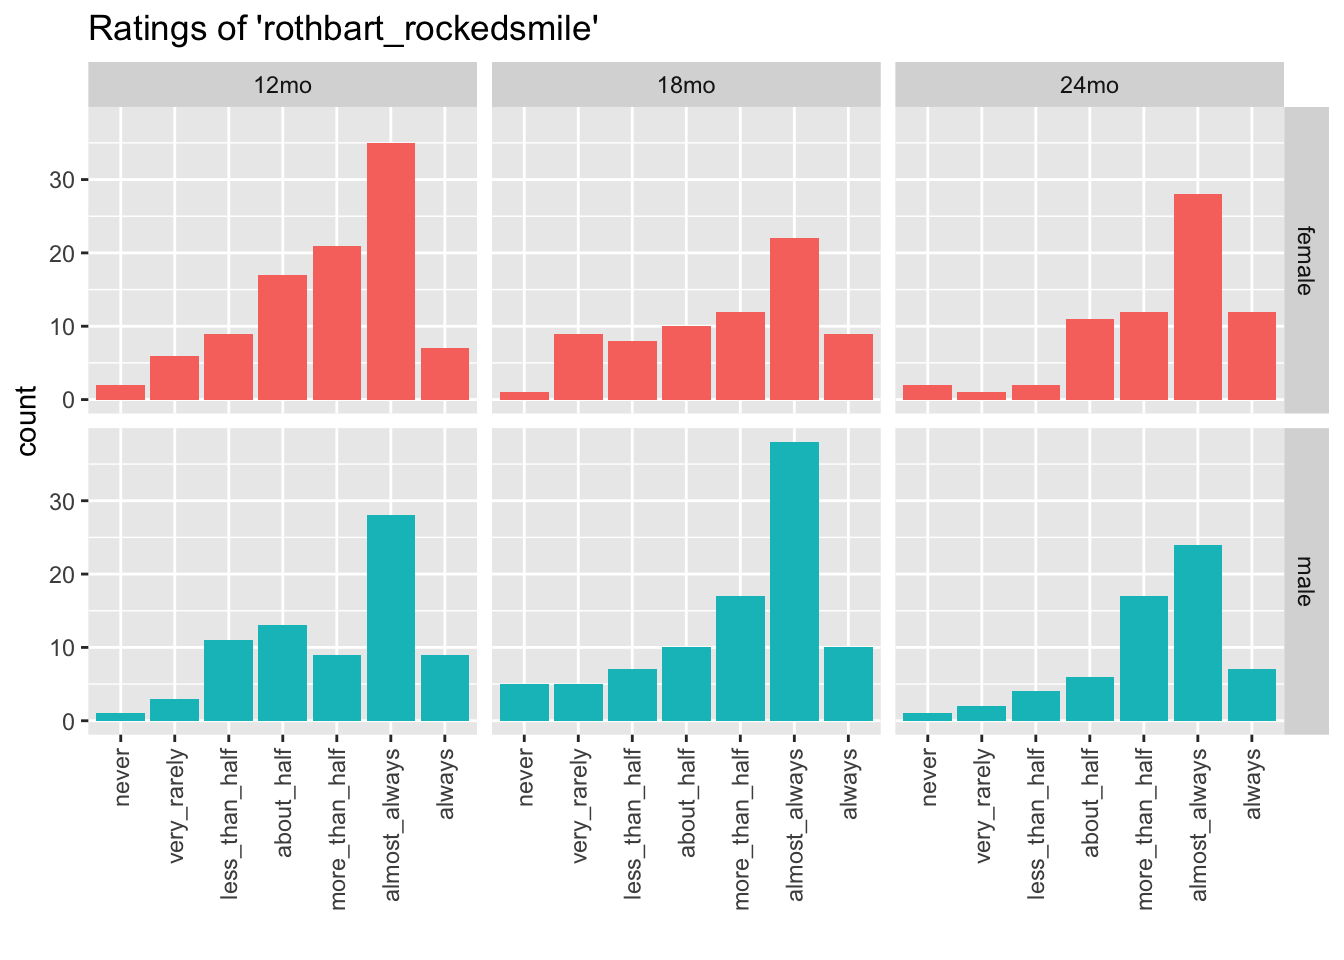 Ratings of 'rothbart_rockedsmile'
12mo 18mo 24mo
30
20
10
0
female
count
30
20
10
0
male
never very_rarely less_than_half about_half more_than_half almost_always always
never very_rarely less_than_half about_half more_than_half almost_always always
never very_rarely less_than_half about_half more_than_half almost_always always